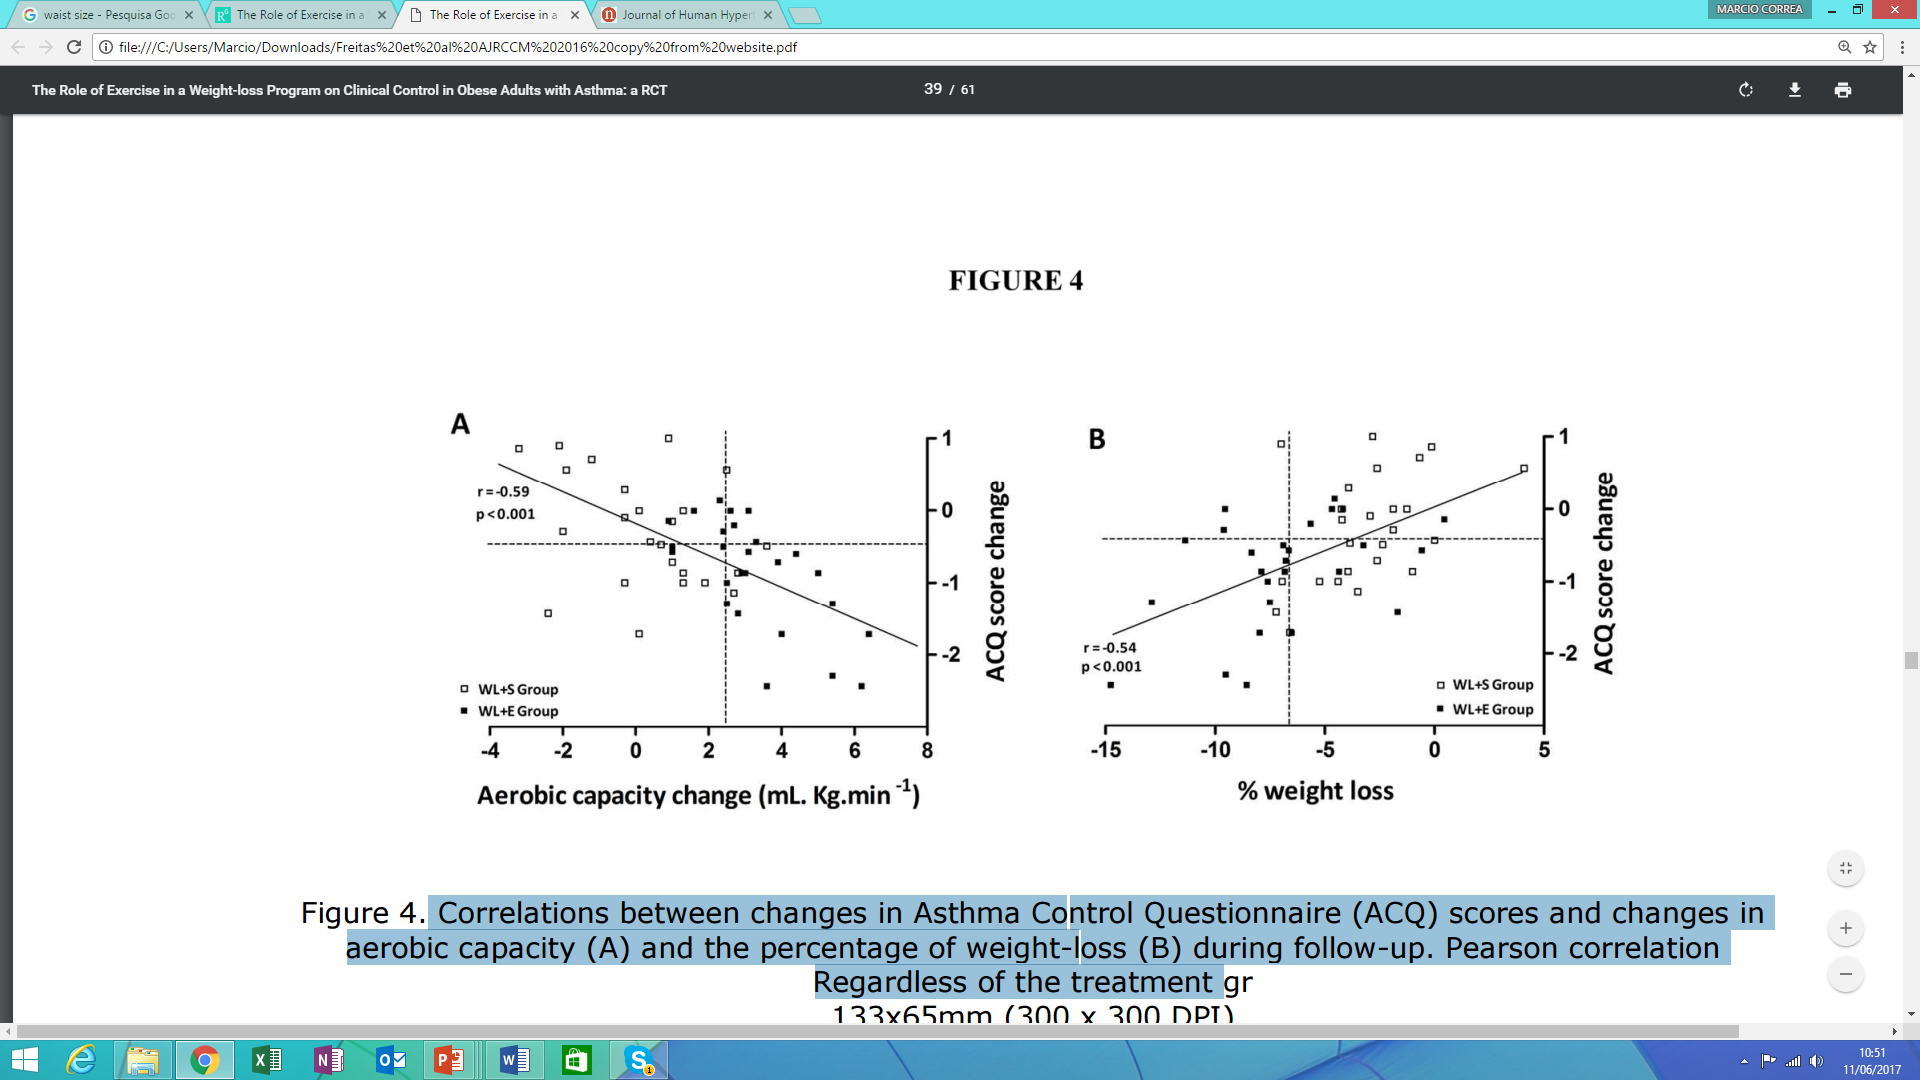 waist size - Pesquisa Goo
The Role of Exercise in a
The Role of Exercise in a
Journal of Human Hyper
MARCIO CORREA
file:///C:/Users/Marcio/Downloads/Freitas%20et%20al%20AJRCCM%202016%20copy%20from%20website.pdf
The Role of Exercise in a Weight-loss Program on Clinical Control in Obese Adults with Asthma: a RCT
39 / 61
FIGURE 4
A
r = -0.59
p < 0.001
1
0
-1
-2
ACQ score change
WL+S Group
WL+E Group
-4 -2 0 2 4 6 8
Aerobic capacity change (mL. Kg.min -1)
B
r = -0.54
p < 0.001
1
0
-1
-2
ACQ score change
WL+S Group
WL+E Group
-15 -10 -5 0 5
% weight loss
Figure 4. Correlations between changes in Asthma Control Questionnaire (ACQ) scores and changes in
aerobic capacity (A) and the percentage of weight-loss (B) during follow-up. Pearson correlation
Regardless of the treatment gr
133x65mm (300 x 300 DPI)
10:51
11/06/2017